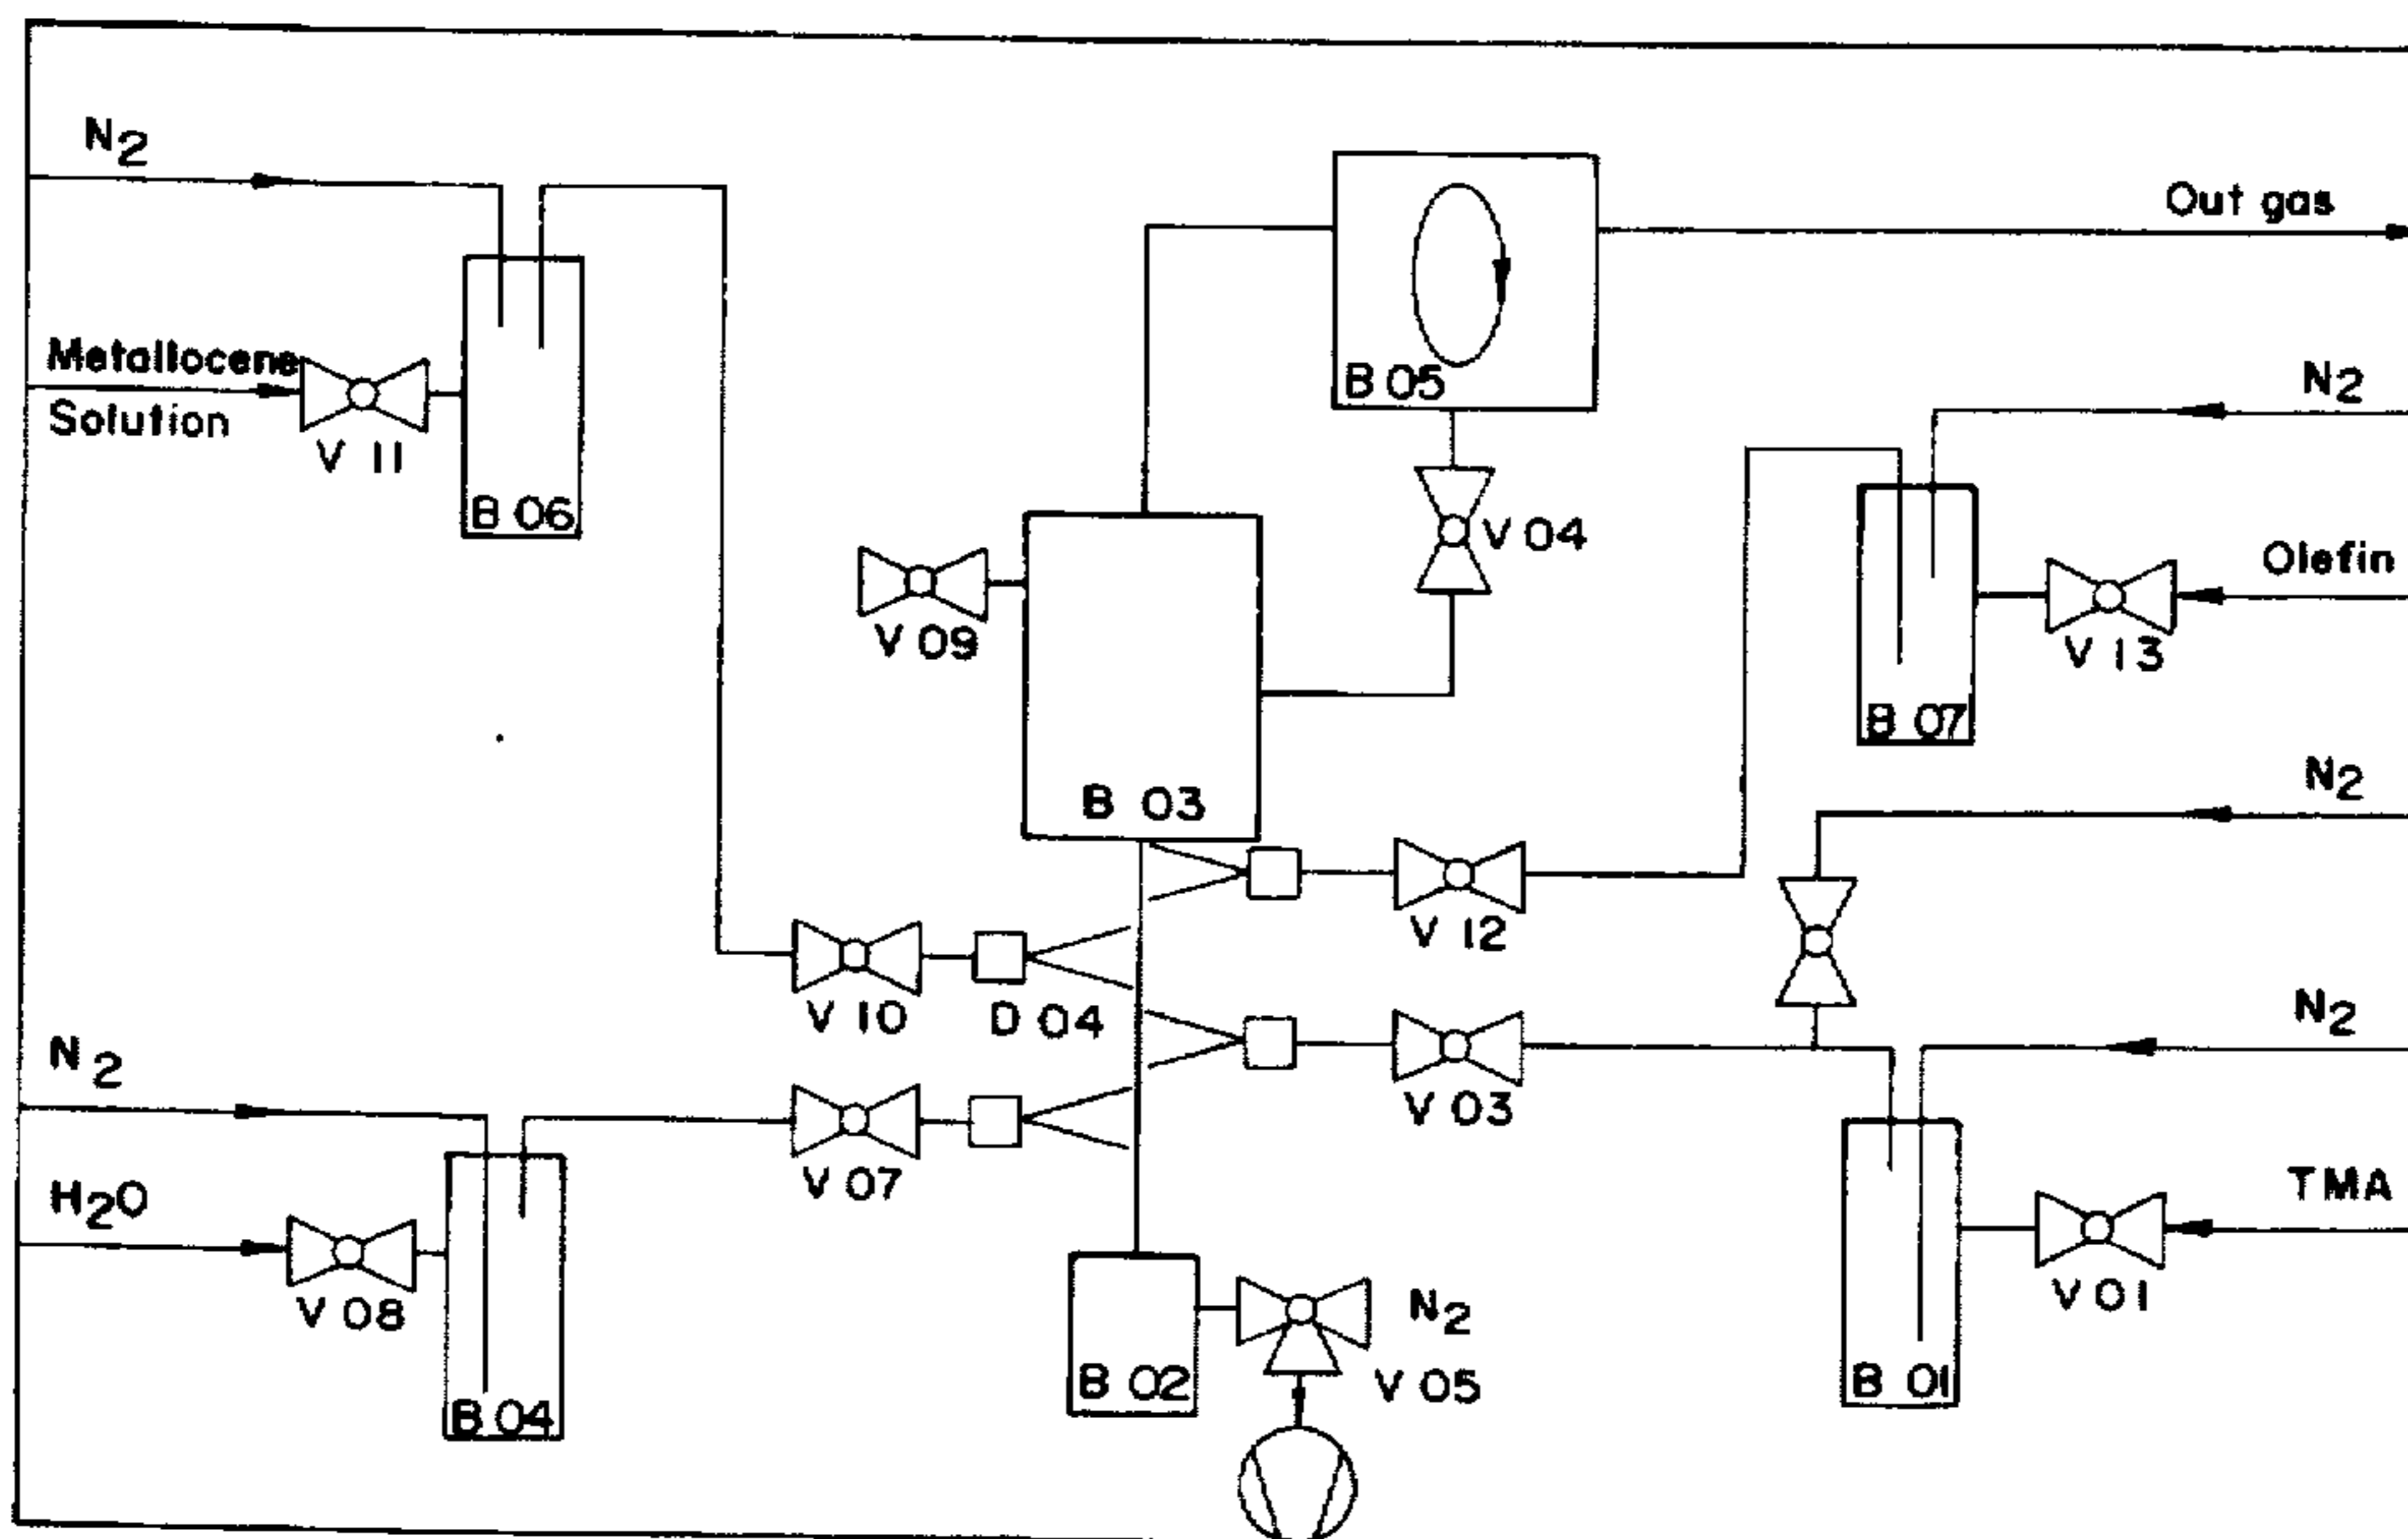 N2
Out gas
Metallocene
Solution
V 11
B 06
B 05
N2
V 04
Olefin
V 09
V 13
B 07
B 03
N2
V 12
V 10
D 04
N2
N2
V 03
V 07
H2O
TMA
V 08
V 01
N2
B 02
V 05
B 01
B 04